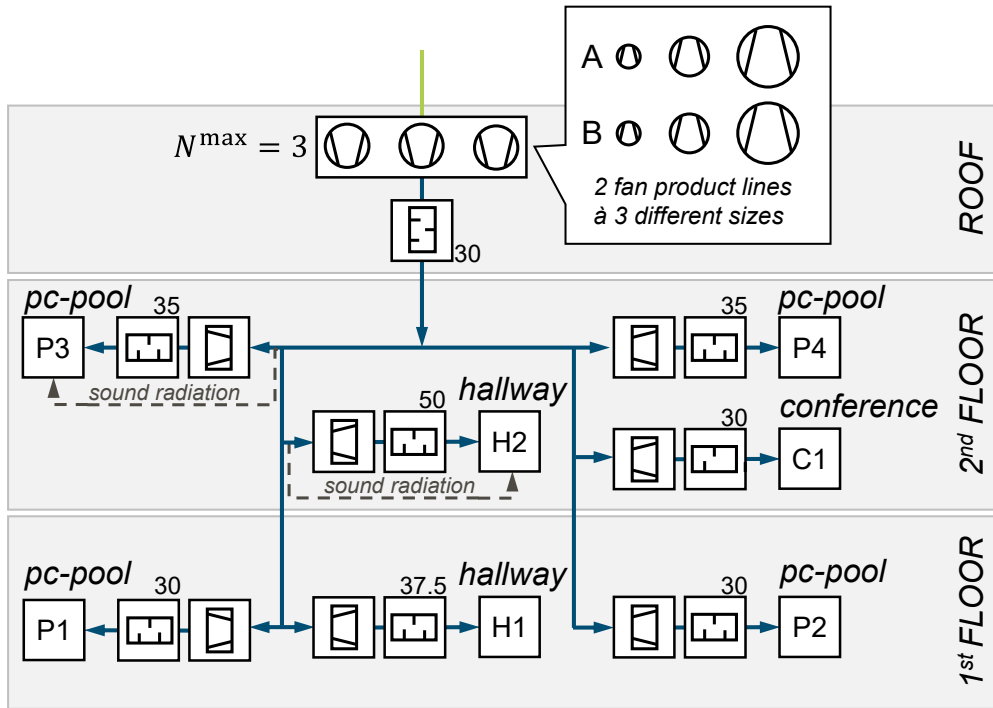 A
B
2 fan product lines
à 3 different sizes
N^max = 3
30
ROOF
pc-pool
35
P3
sound radiation
35
pc-pool
P4
hallway
50
H2
sound radiation
conference
30
C1
2nd FLOOR
pc-pool
30
P1
hallway
37.5
H1
pc-pool
30
P2
1st FLOOR